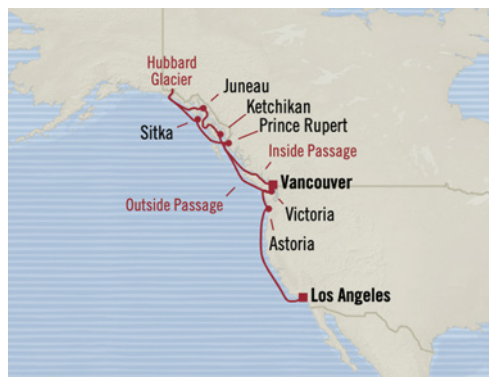 Hubbard
Glacier
Juneau
Ketchikan
Sitka
Prince Rupert
Inside Passage
Vancouver
Outside Passage
Victoria
Astoria
Los Angeles